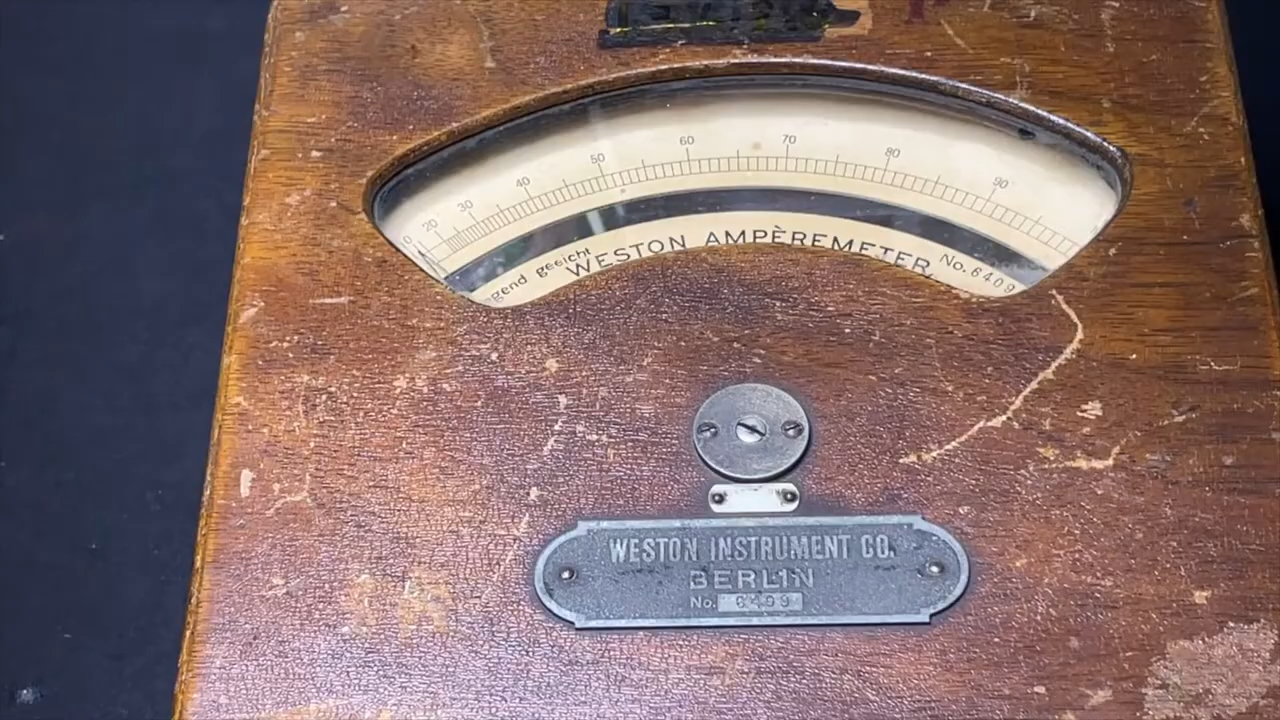 0 20 30 40 50 60 70 80 90
gend geeicht WESTON AMPÈREMETER. No. 6409
WESTON INSTRUMENT CO.
BERLIN
No. 6409